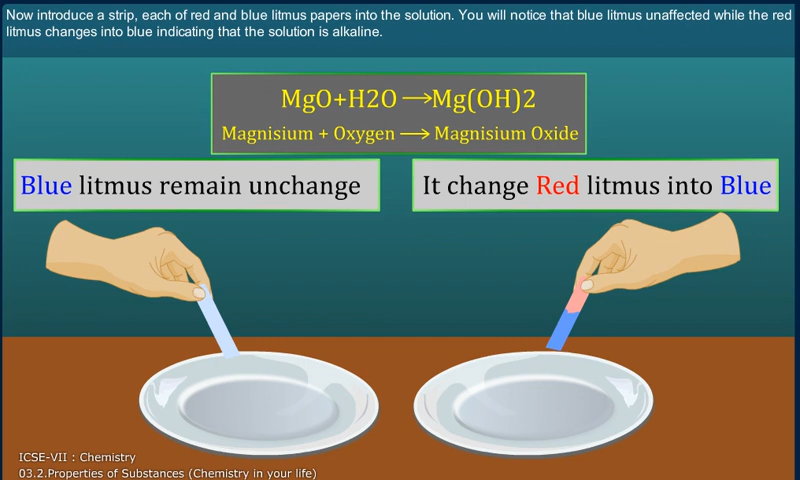 Now introduce a strip, each of red and blue litmus papers into the solution. You will notice that blue litmus unaffected while the red
litmus changes into blue indicating that the solution is alkaline.
MgO+H2O →Mg(OH)2
Magnisium + Oxygen → Magnisium Oxide
Blue litmus remain unchange
It change Red litmus into Blue
ICSE-VII : Chemistry
03.2.Properties of Substances (Chemistry in your life)